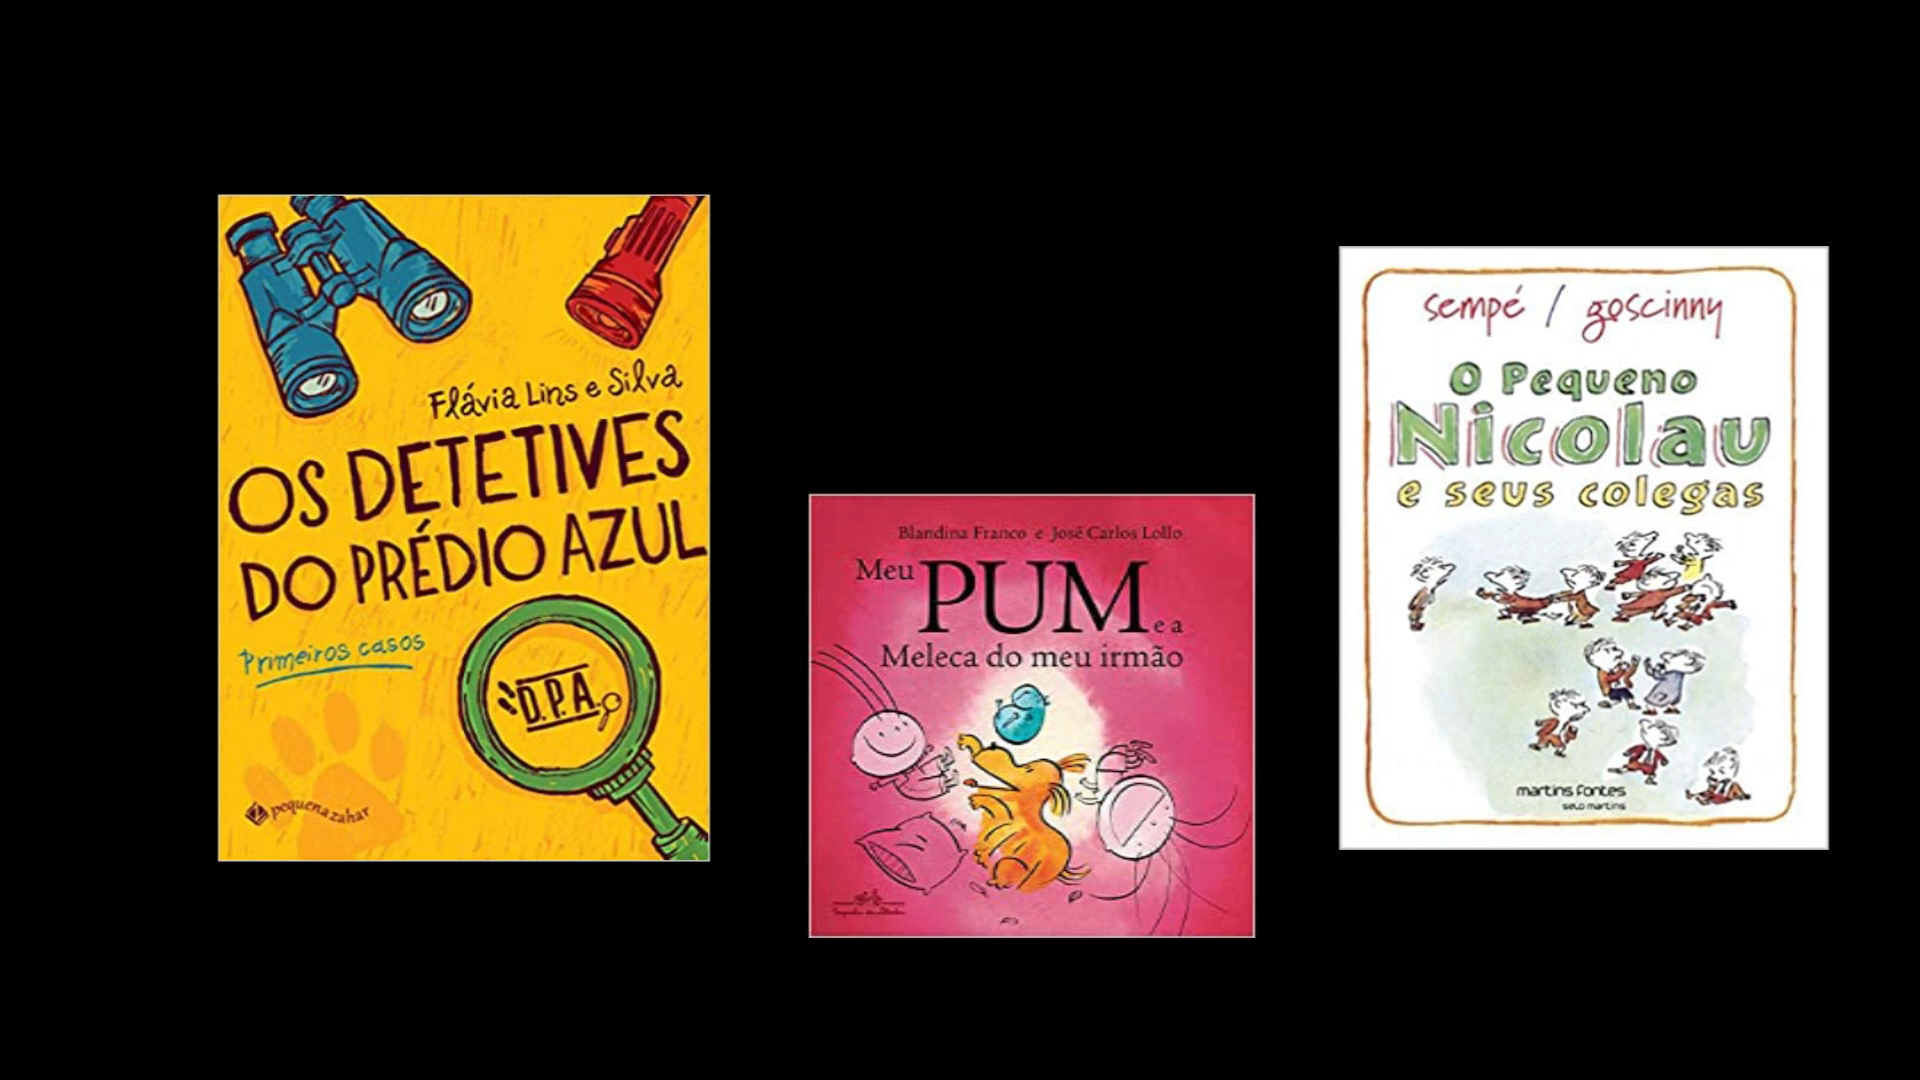 Flávia Lins e Silva
OS DETETIVES
DO PRÉDIO AZUL
Primeiros casos
D.P.A.
pequenazahar
Blandina Franco e José Carlos Lollo
Meu PUM e a
Meleca do meu irmão
sempé / goscinny
O Pequeno
Nicolau
e seus colegas
martins fontes
selo martins